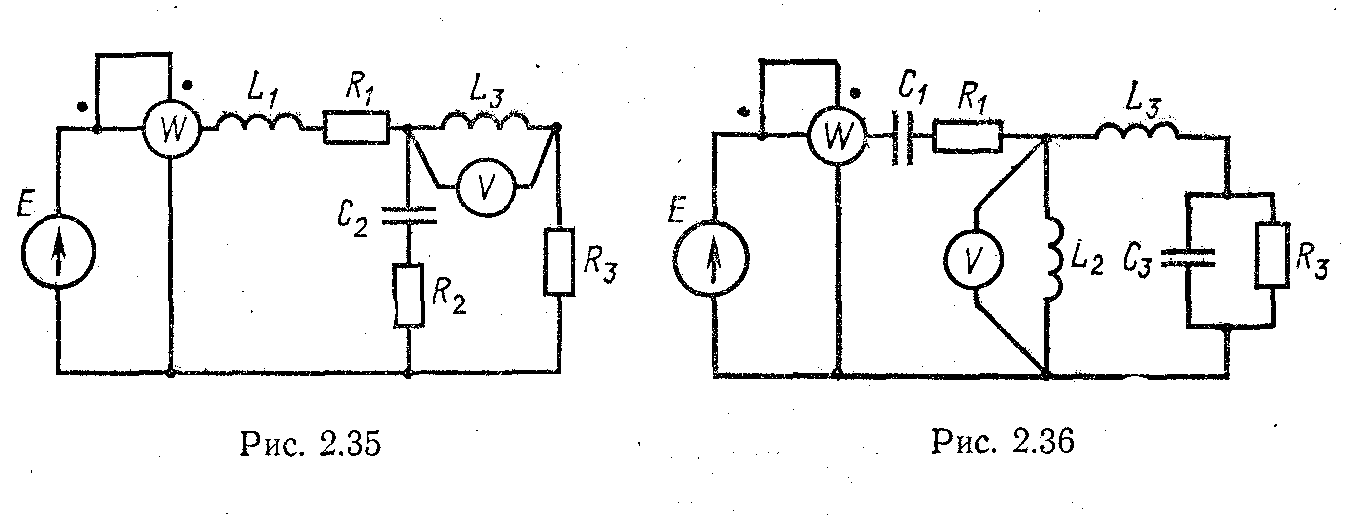 L1 R1 L3
W
V
E
C2
R2
R3
Рис. 2.35
C1 R1 L3
W
E
V
L2
C3
R3
Рис. 2.36